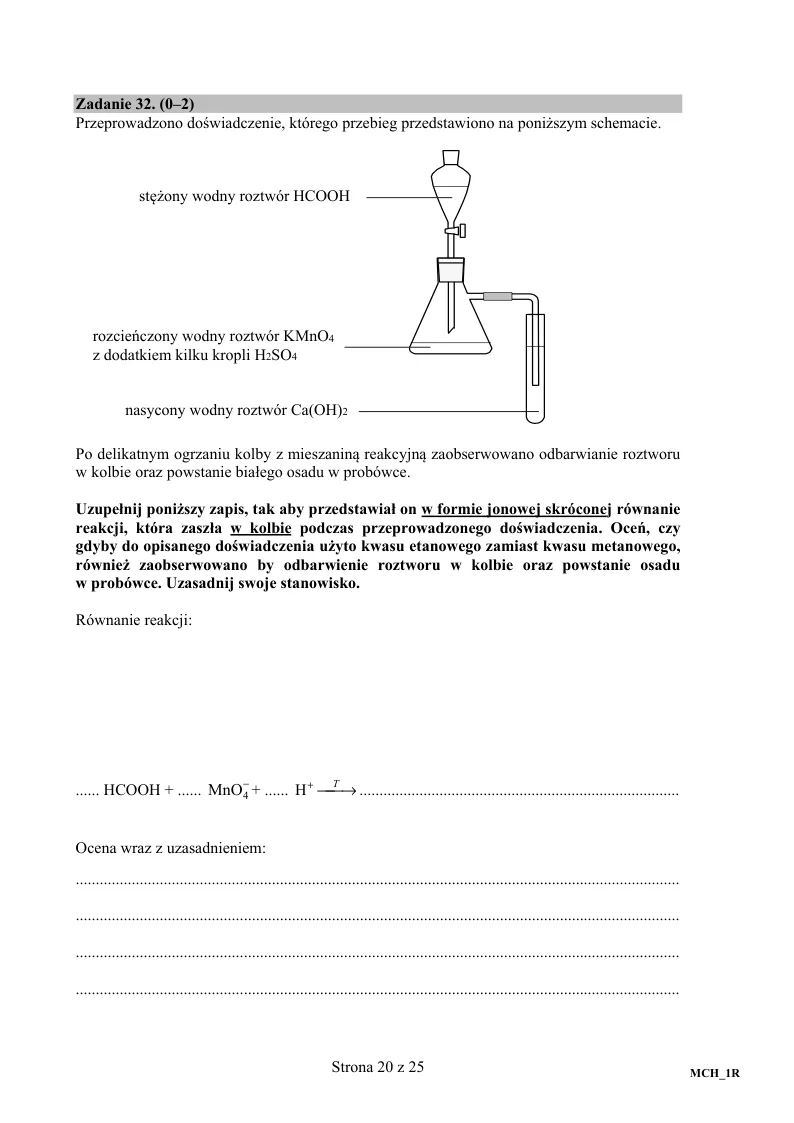 Zadanie 32. (0–2)
Przeprowadzono doświadczenie, którego przebieg przedstawiono na poniższym schemacie.
stężony wodny roztwór HCOOH
rozcieńczony wodny roztwór KMnO4
z dodatkiem kilku kropli H2SO4
nasycony wodny roztwór Ca(OH)2
Po delikatnym ogrzaniu kolby z mieszaniną reakcyjną zaobserwowano odbarwianie roztworu
w kolbie oraz powstanie białego osadu w probówce.
Uzupełnij poniższy zapis, tak aby przedstawiał on w formie jonowej skróconej równanie
reakcji, która zaszła w kolbie podczas przeprowadzonego doświadczenia. Oceń, czy
gdyby do opisanego doświadczenia użyto kwasu etanowego zamiast kwasu metanowego,
również zaobserwowano by odbarwienie roztworu w kolbie oraz powstanie osadu
w probówce. Uzasadnij swoje stanowisko.
Równanie reakcji:
...... HCOOH + ...... MnO₄⁻ + ...... H⁺ —T→ ................................................................................
Ocena wraz z uzasadnieniem:
.......................................................................................................................................................
.......................................................................................................................................................
.......................................................................................................................................................
.......................................................................................................................................................
Strona 20 z 25
MCH_1R